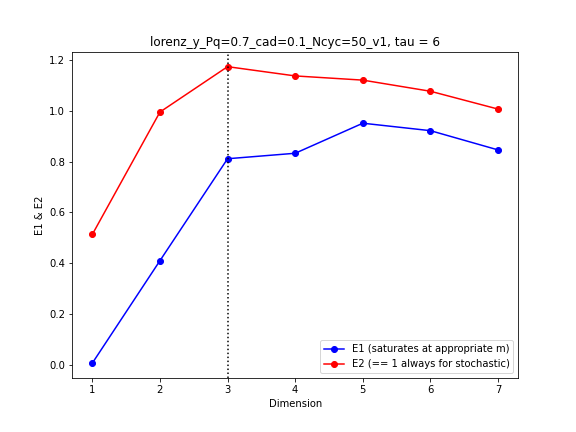 lorenz_y_Pq=0.7_cad=0.1_Ncyc=50_v1, tau = 6
1.2
1.0
0.8
0.6
0.4
0.2
0.0
E1 & E2
E1 (saturates at appropriate m)
E2 (== 1 always for stochastic)
1 2 3 4 5 6 7
Dimension